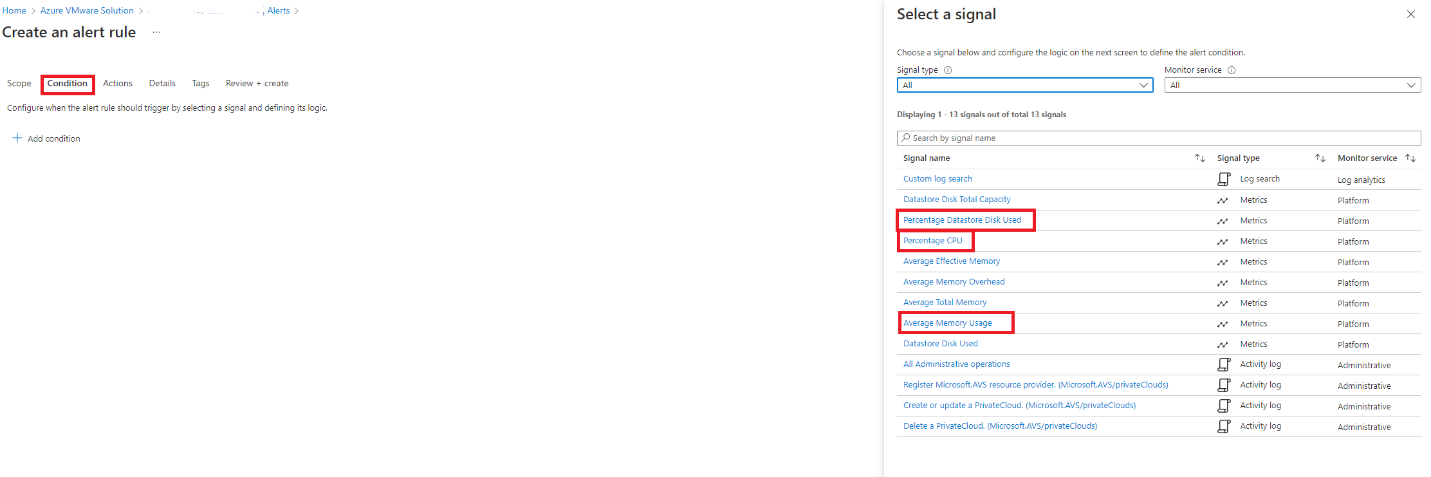 Home > Azure VMware Solution > Alerts >
Create an alert rule ...
Scope Condition Actions Details Tags Review + create
Configure when the alert rule should trigger by selecting a signal and defining its logic.
+ Add condition
Select a signal
Choose a signal below and configure the logic on the next screen to define the alert condition.
Signal type Monitor service
All All
Displaying 1 - 13 signals out of total 13 signals
Search by signal name
Signal name Signal type Monitor service
Custom log search Log search Log analytics
Datastore Disk Total Capacity Metrics Platform
Percentage Datastore Disk Used Metrics Platform
Percentage CPU Metrics Platform
Average Effective Memory Metrics Platform
Average Memory Overhead Metrics Platform
Average Total Memory Metrics Platform
Average Memory Usage Metrics Platform
Datastore Disk Used Metrics Platform
All Administrative operations Activity log Administrative
Register Microsoft.AVS resource provider. (Microsoft.AVS/privateClouds) Activity log Administrative
Create or update a PrivateCloud. (Microsoft.AVS/privateClouds) Activity log Administrative
Delete a PrivateCloud. (Microsoft.AVS/privateClouds) Activity log Administrative